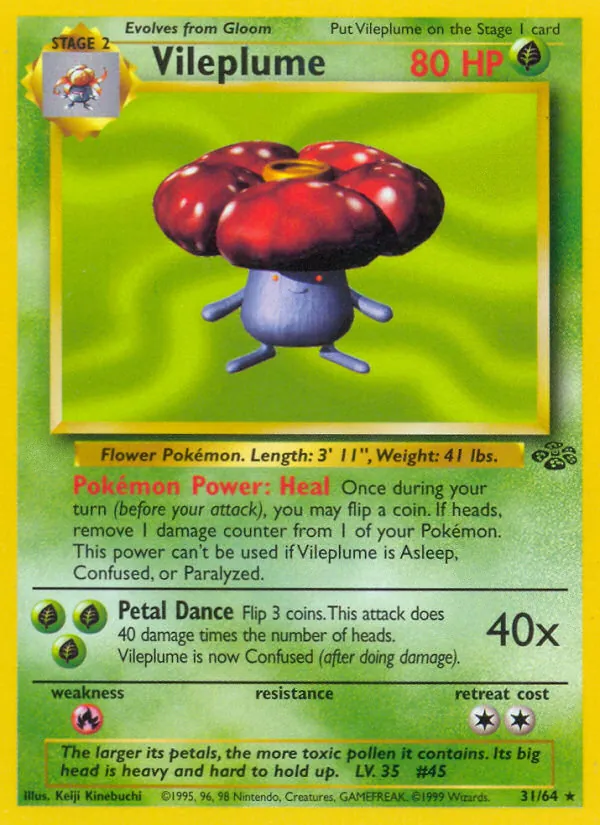 Evolves from Gloom
Put Vileplume on the Stage 1 card
STAGE 2
Vileplume
80 HP
Flower Pokémon. Length: 3' 11", Weight: 41 lbs.
Pokémon Power: Heal Once during your
turn (before your attack), you may flip a coin. If heads,
remove 1 damage counter from 1 of your Pokémon.
This power can't be used if Vileplume is Asleep,
Confused, or Paralyzed.
Petal Dance Flip 3 coins. This attack does
40 damage times the number of heads.
Vileplume is now Confused (after doing damage).
40x
weakness
resistance
retreat cost
The larger its petals, the more toxic pollen it contains. Its big
head is heavy and hard to hold up. LV. 35 #45
Illus. Keiji Kinebuchi ©1995, 96, 98 Nintendo, Creatures, GAMEFREAK. ©1999 Wizards. 31/64 ★